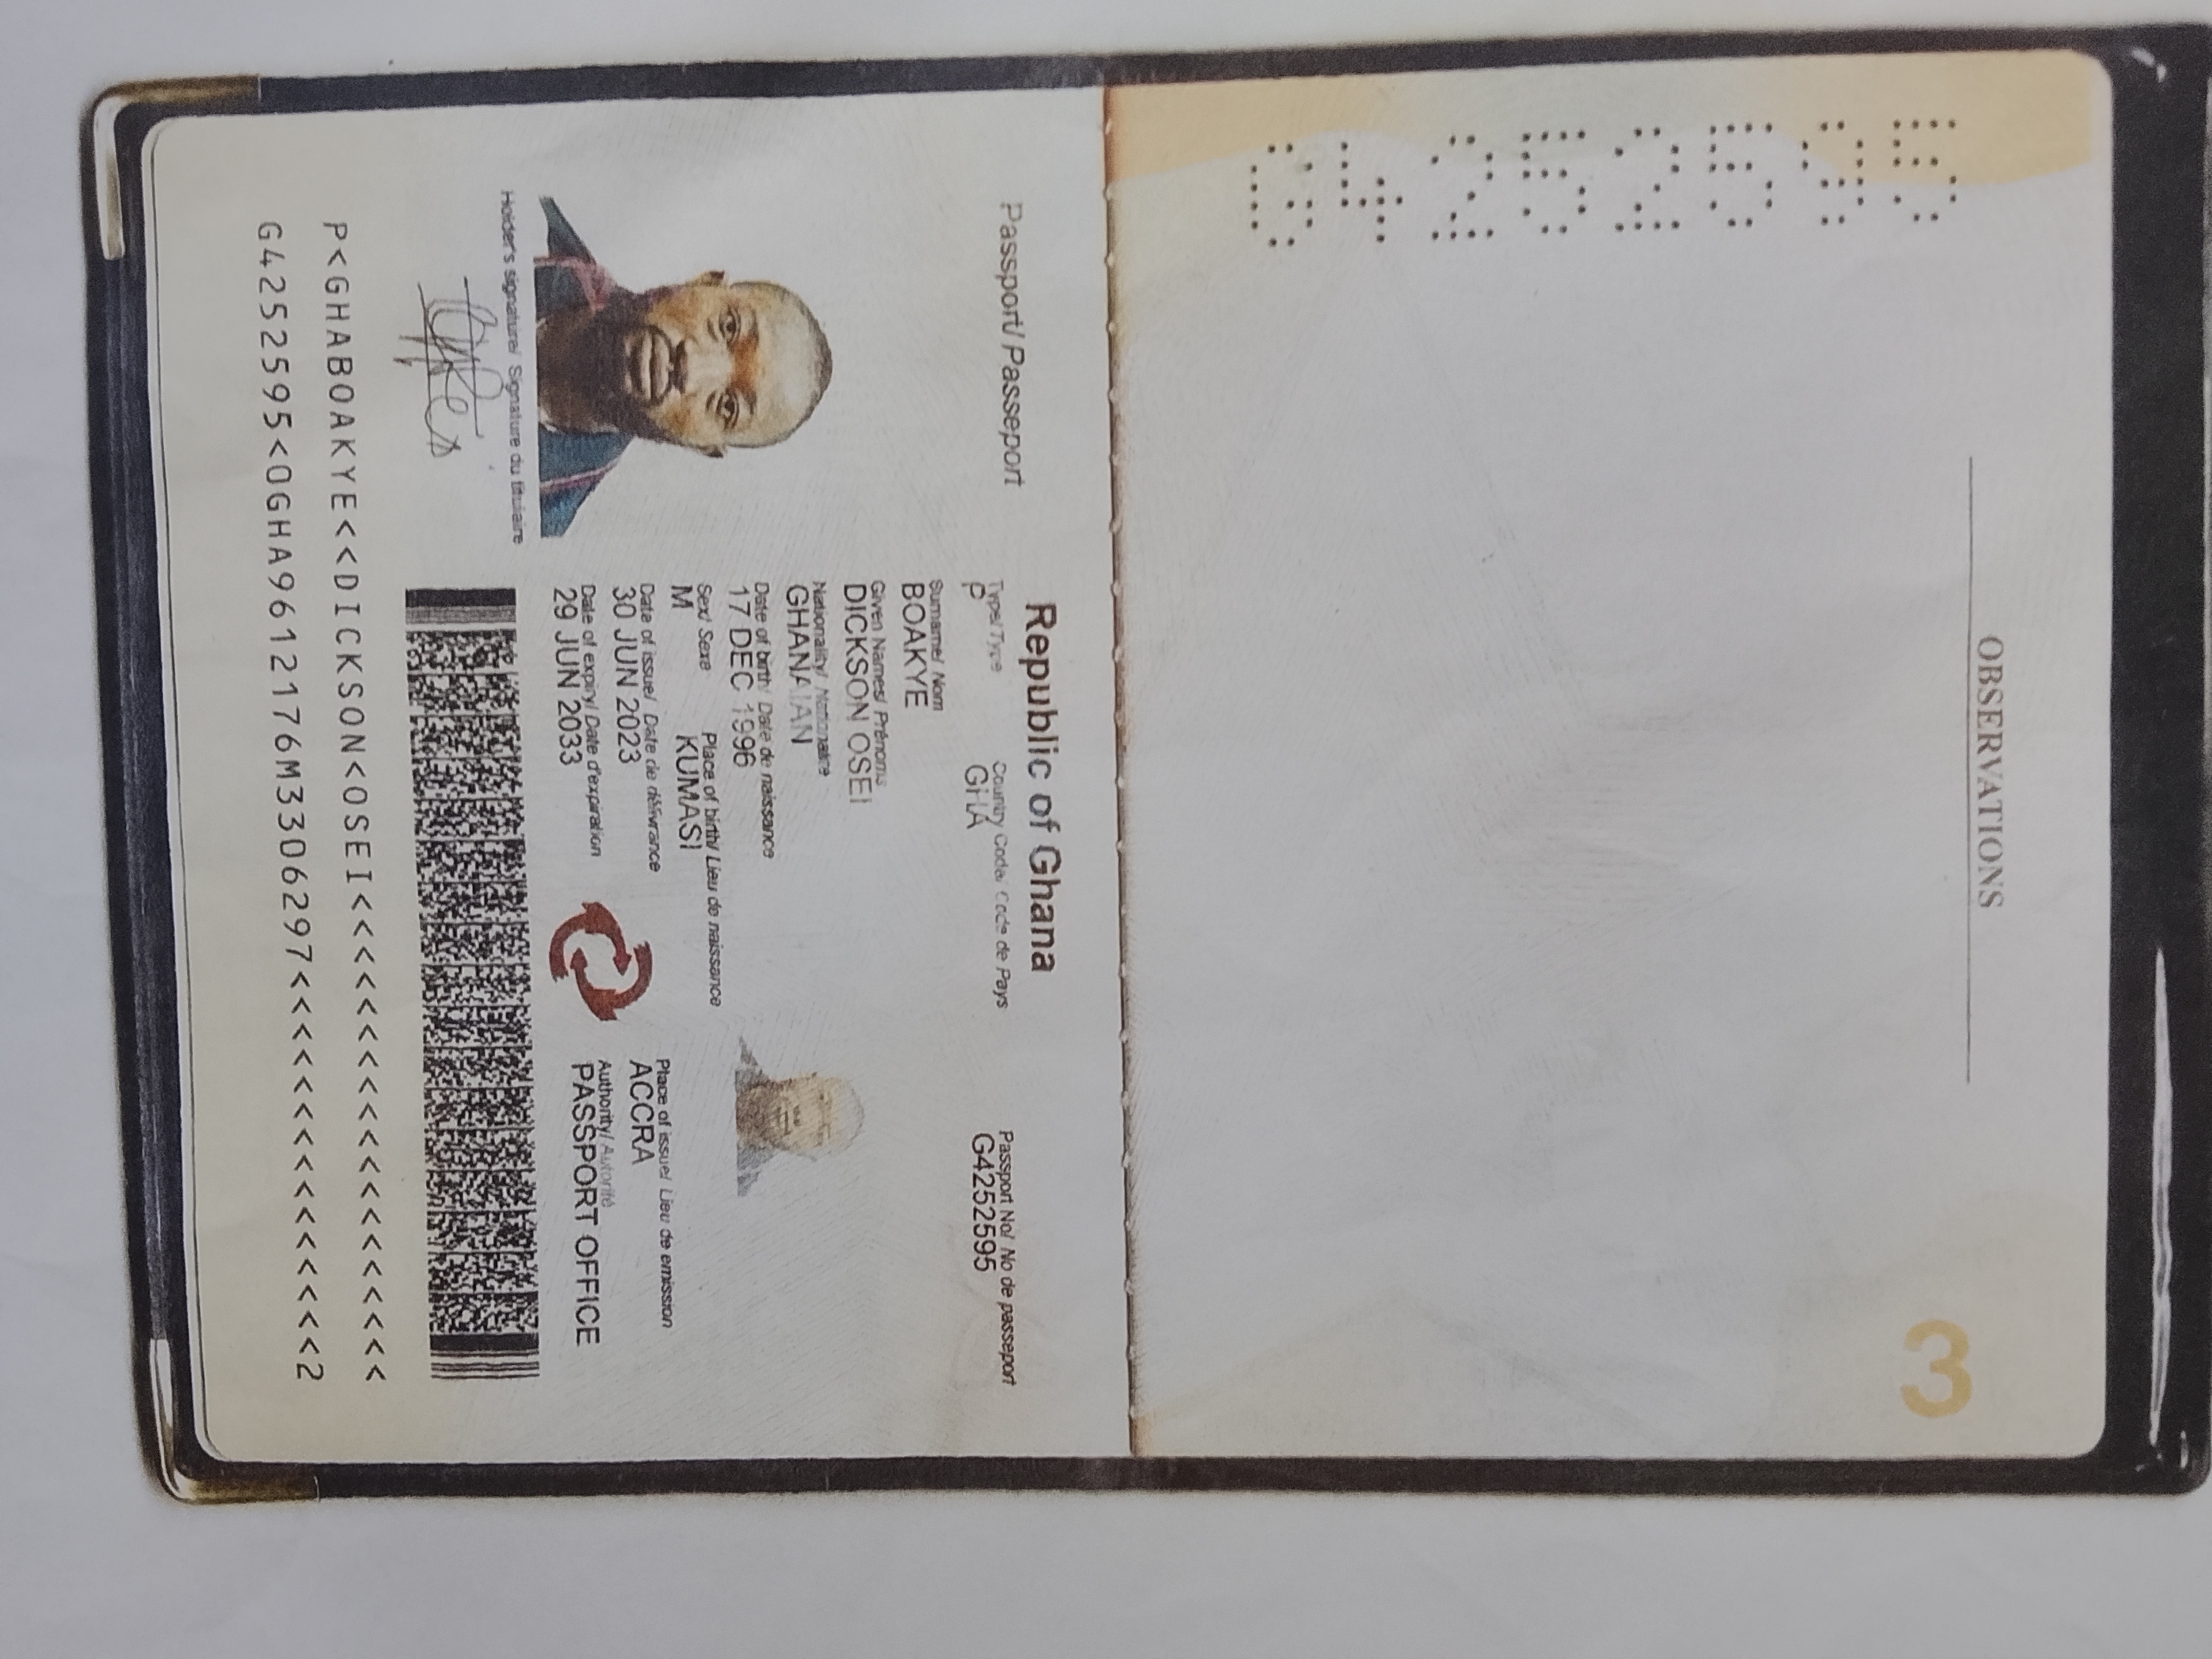 OBSERVATIONS
3
G4252595
Republic of Ghana
Passport/ Passeport
Type/ Type
P
Country Code/ Code de Pays
GHA
Passport No/ No de passeport
G4252595
Surname/ Nom
BOAKYE
Given Names/ Prénoms
DICKSON OSEI
Nationality/ Nationalité
GHANAIAN
Date of birth/ Date de naissance
17 DEC 1996
Sex/ Sexe
M
Place of birth/ Lieu de naissance
KUMASI
Date of issue/ Date de délivrance
30 JUN 2023
Place of issue/ Lieu de emission
ACCRA
Date of expiry/ Date d'expiration
29 JUN 2033
Authority/ Autorité
PASSPORT OFFICE
Holder's signature/ Signature du titulaire
P<GHABOAKYE<<DICKSON<OSEI<<<<<<<<<<<<<<<<<<<
G4252595<0GHA9612176M3306297<<<<<<<<<<<<<<<2